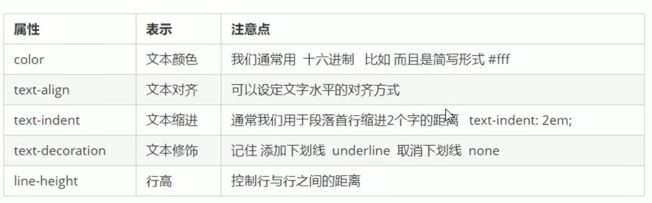 属性 表示 注意点
color 文本颜色 我们通常用 十六进制 比如 而且是简写形式 #fff
text-align 文本对齐 可以设定文字水平的对齐方式
text-indent 文本缩进 通常我们用于段落首行缩进2个字的距离 text-indent: 2em;
text-decoration 文本修饰 记住 添加下划线 underline 取消下划线 none
line-height 行高 控制行与行之间的距离